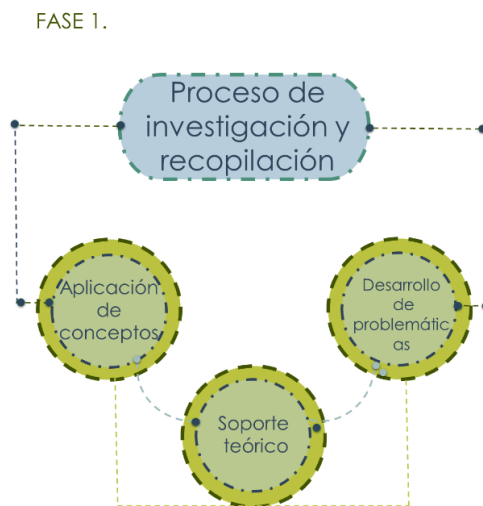 FASE 1.
Proceso de
investigación y
recopilación
Aplicación
de
conceptos
Desarrollo
de
problemátic
as
Soporte
teórico